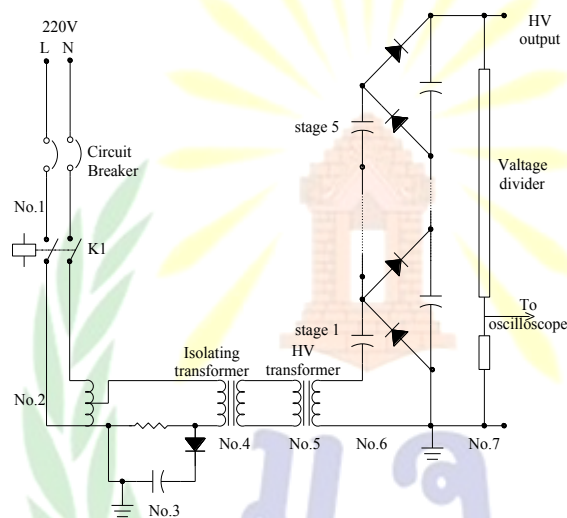 220V
L N
HV
output
Circuit
Breaker
stage 5
Valtage
divider
No.1
K1
To
oscilloscope
stage 1
Isolating
transformer
HV
transformer
No.2
No.4
No.5
No.6
No.7
No.3